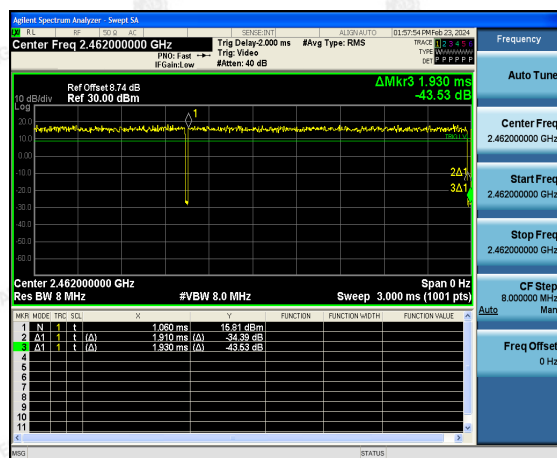 Agilent Spectrum Analyzer - Swept SA
RL RF 50 Ω AC SENSE:INT ALIGN AUTO 01:57:54 PM Feb 23, 2024
Center Freq 2.462000000 GHz
PNO: Fast
IFGain:Low
Trig Delay-2.000 ms
Trig: Video
#Atten: 40 dB
#Avg Type: RMS
TRACE 1 2 3 4 5 6
TYPE
DET P P P P P P
Ref Offset 8.74 dB
Ref 30.00 dBm
10 dB/div
Log
ΔMkr3 1.930 ms
-43.53 dB
20.0
10.0
0.00
-10.0
-20.0
-30.0
-40.0
-50.0
-60.0
1
TRIG LVL
2Δ1
3Δ1
Center 2.462000000 GHz
Span 0 Hz
Res BW 8 MHz
#VBW 8.0 MHz
Sweep 3.000 ms (1001 pts)
MKR MODE TRC SCL X Y FUNCTION FUNCTION WIDTH FUNCTION VALUE
1 N 1 t 1.060 ms 15.81 dBm
2 Δ1 1 t (Δ) 1.910 ms (Δ) -34.39 dB
3 Δ1 1 t (Δ) 1.930 ms (Δ) -43.53 dB
4
5
6
7
8
9
10
11
MSG
STATUS
Frequency
Auto Tune
Center Freq
2.462000000 GHz
Start Freq
2.462000000 GHz
Stop Freq
2.462000000 GHz
CF Step
8.000000 MHz
Auto Man
Freq Offset
0 Hz